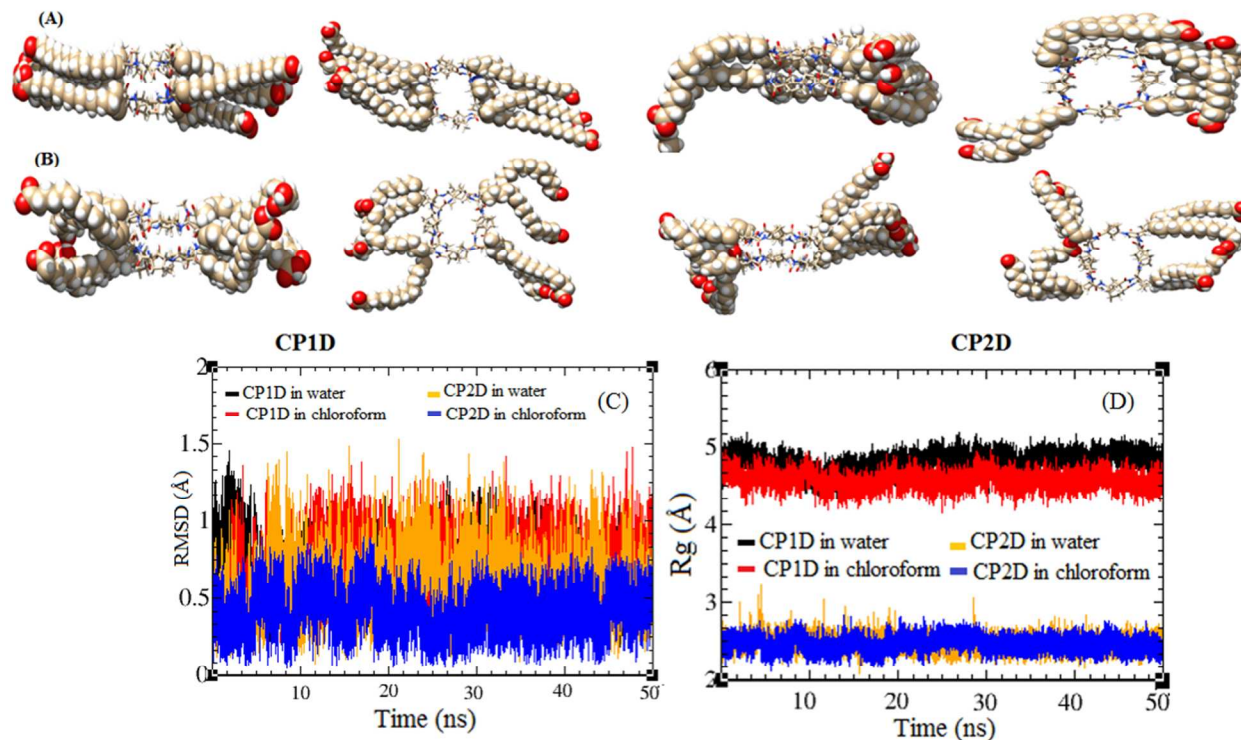 (A)
(B)
CP1D
CP2D
2
1.5
1
0.5
0
RMSD (Å)
CP1D in water
CP2D in water
CP1D in chloroform
CP2D in chloroform
(C)
10
20
30
40
50
Time (ns)
6
5
4
3
2
Rg (Å)
(D)
CP1D in water
CP2D in water
CP1D in chloroform
CP2D in chloroform
10
20
30
40
50
Time (ns)